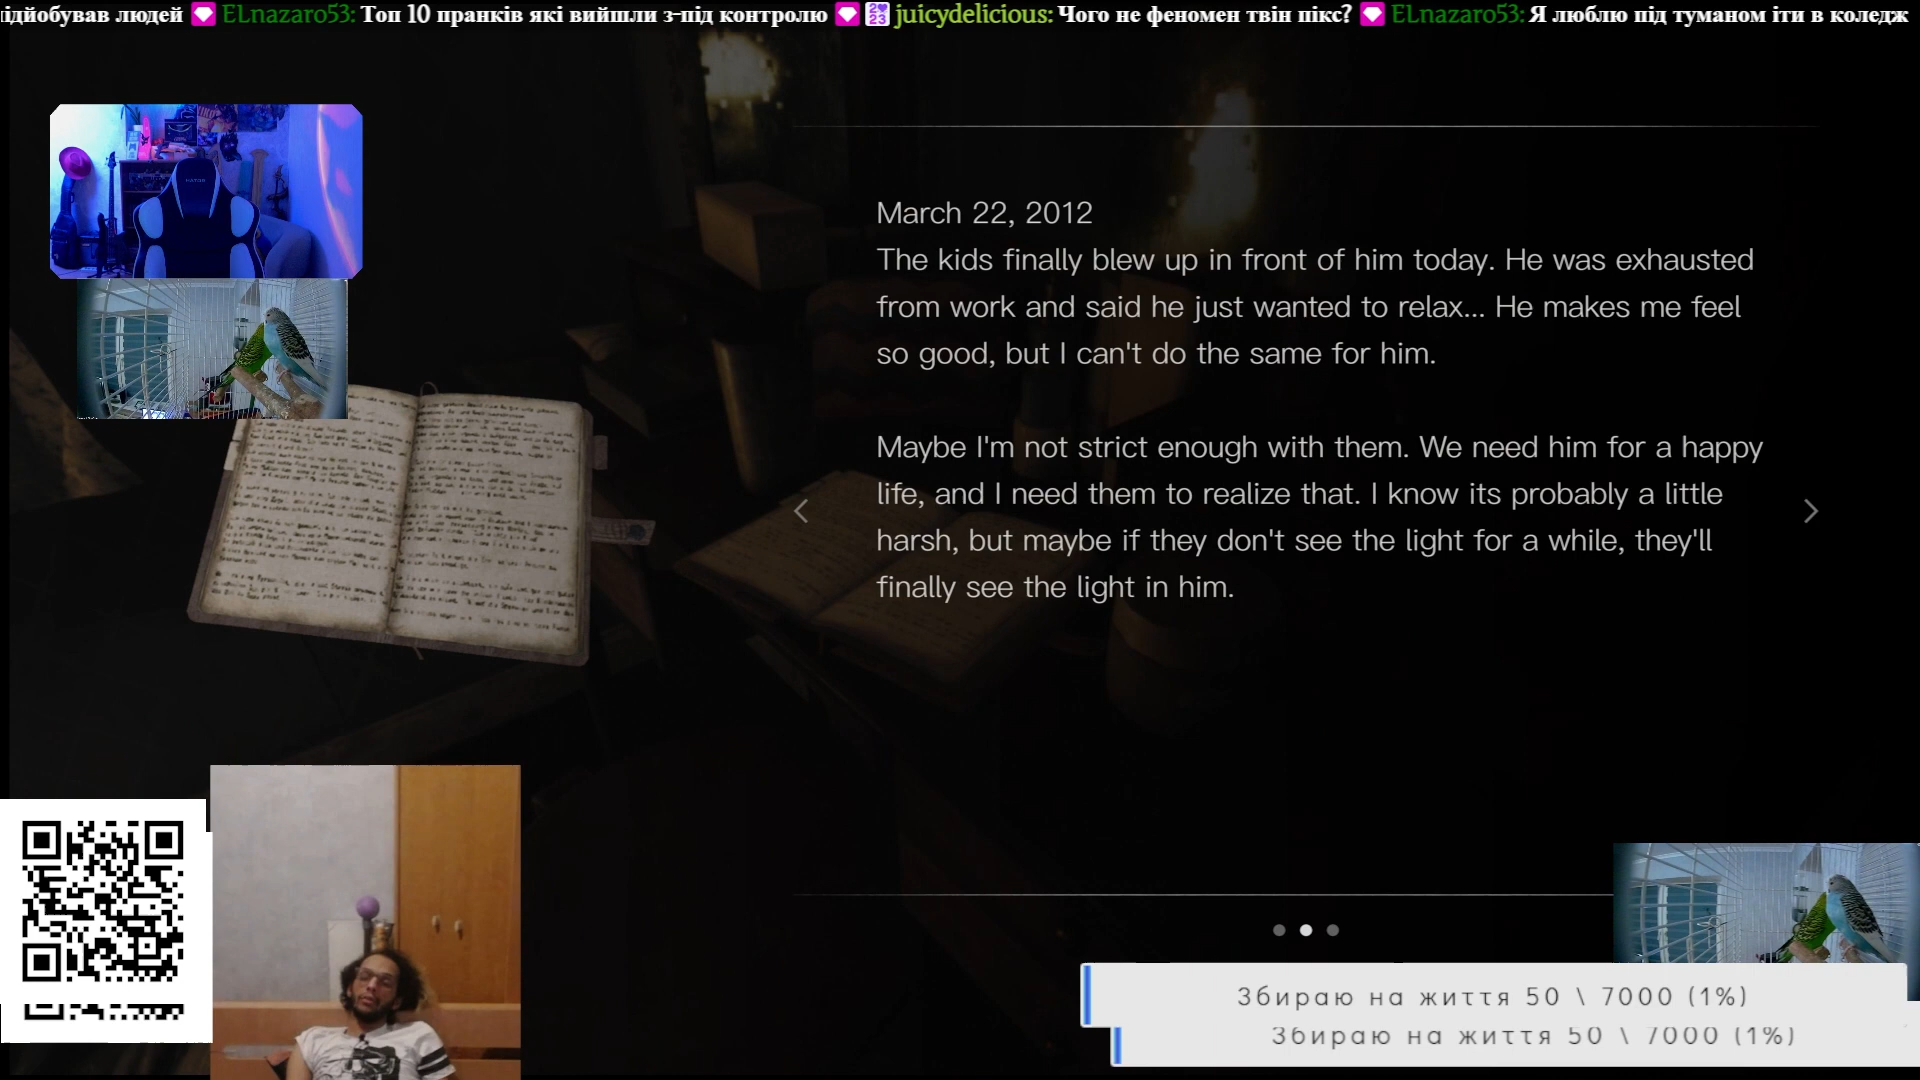 ідйобував людей ELnazaro53: Топ 10 пранків які вийшли з-під контролю juicydelicious: Чого не феномен твін пікс? ELnazaro53: Я люблю під туманом іти в коледж
March 22, 2012
The kids finally blew up in front of him today. He was exhausted
from work and said he just wanted to relax... He makes me feel
so good, but I can't do the same for him.
Maybe I'm not strict enough with them. We need him for a happy
life, and I need them to realize that. I know its probably a little
harsh, but maybe if they don't see the light for a while, they'll
finally see the light in him.
Збираю на життя 50 \ 7000 (1%)
Збираю на життя 50 \ 7000 (1%)